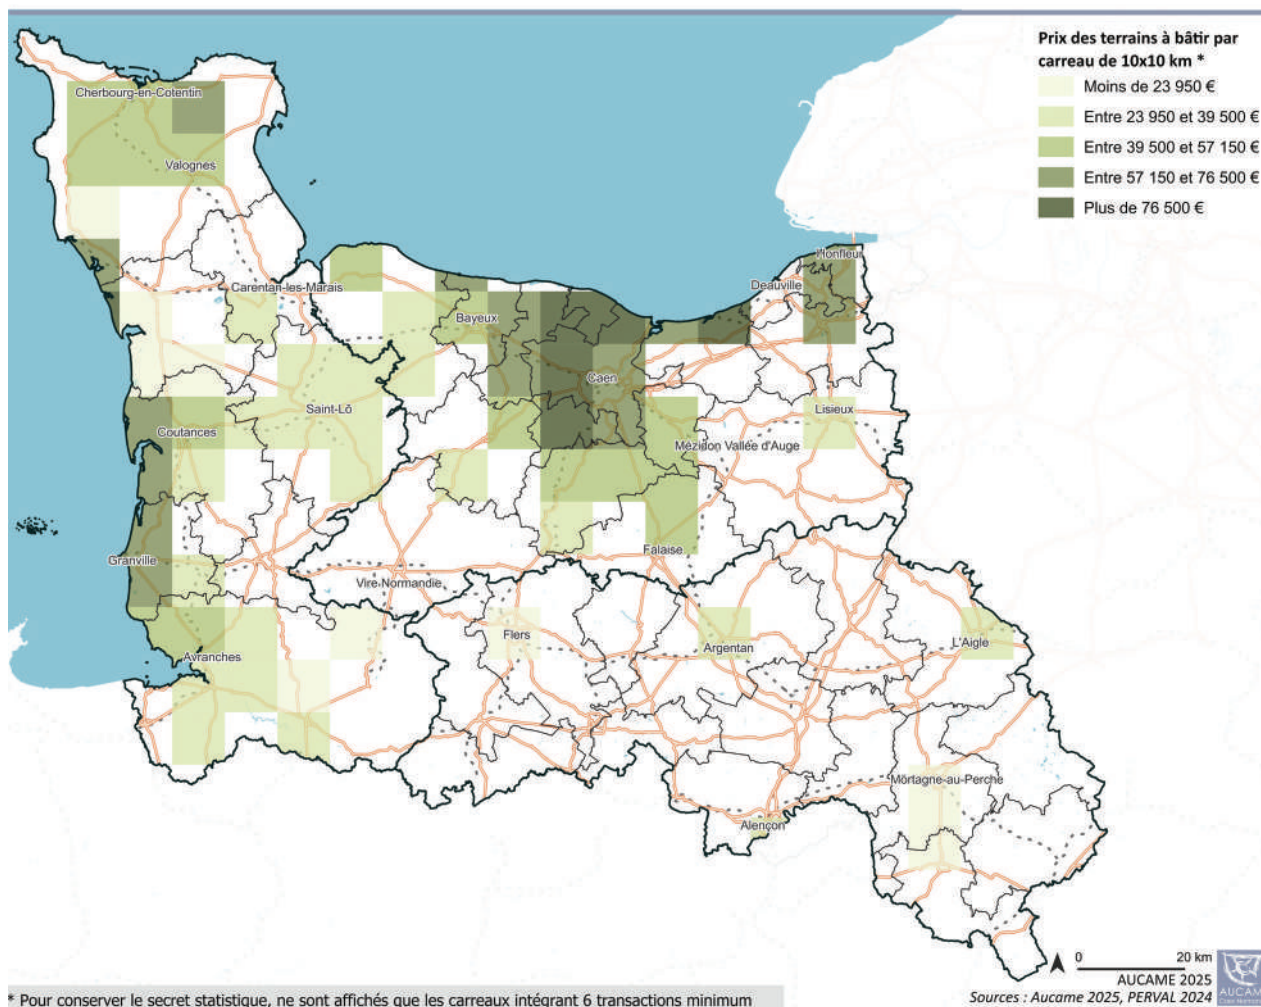 Prix des terrains à bâtir par
carreau de 10x10 km *
Moins de 23 950 €
Entre 23 950 et 39 500 €
Entre 39 500 et 57 150 €
Entre 57 150 et 76 500 €
Plus de 76 500 €
Cherbourg-en-Cotentin
Valognes
Honfleur
Deauville
Carentan-les-Marais
Bayeux
Caen
Saint-Lô
Lisieux
Coutances
Mézidon Vallée d'Auge
Falaise
Granville
Vire Normandie
Flers
Argentan
L'Aigle
Avranches
Mortagne-au-Perche
Alençon
0 20 km
AUCAME 2025
Sources : Aucame 2025, PERVAL 2024
AUCAME
Caen Normandie
* Pour conserver le secret statistique, ne sont affichés que les carreaux intégrant 6 transactions minimum